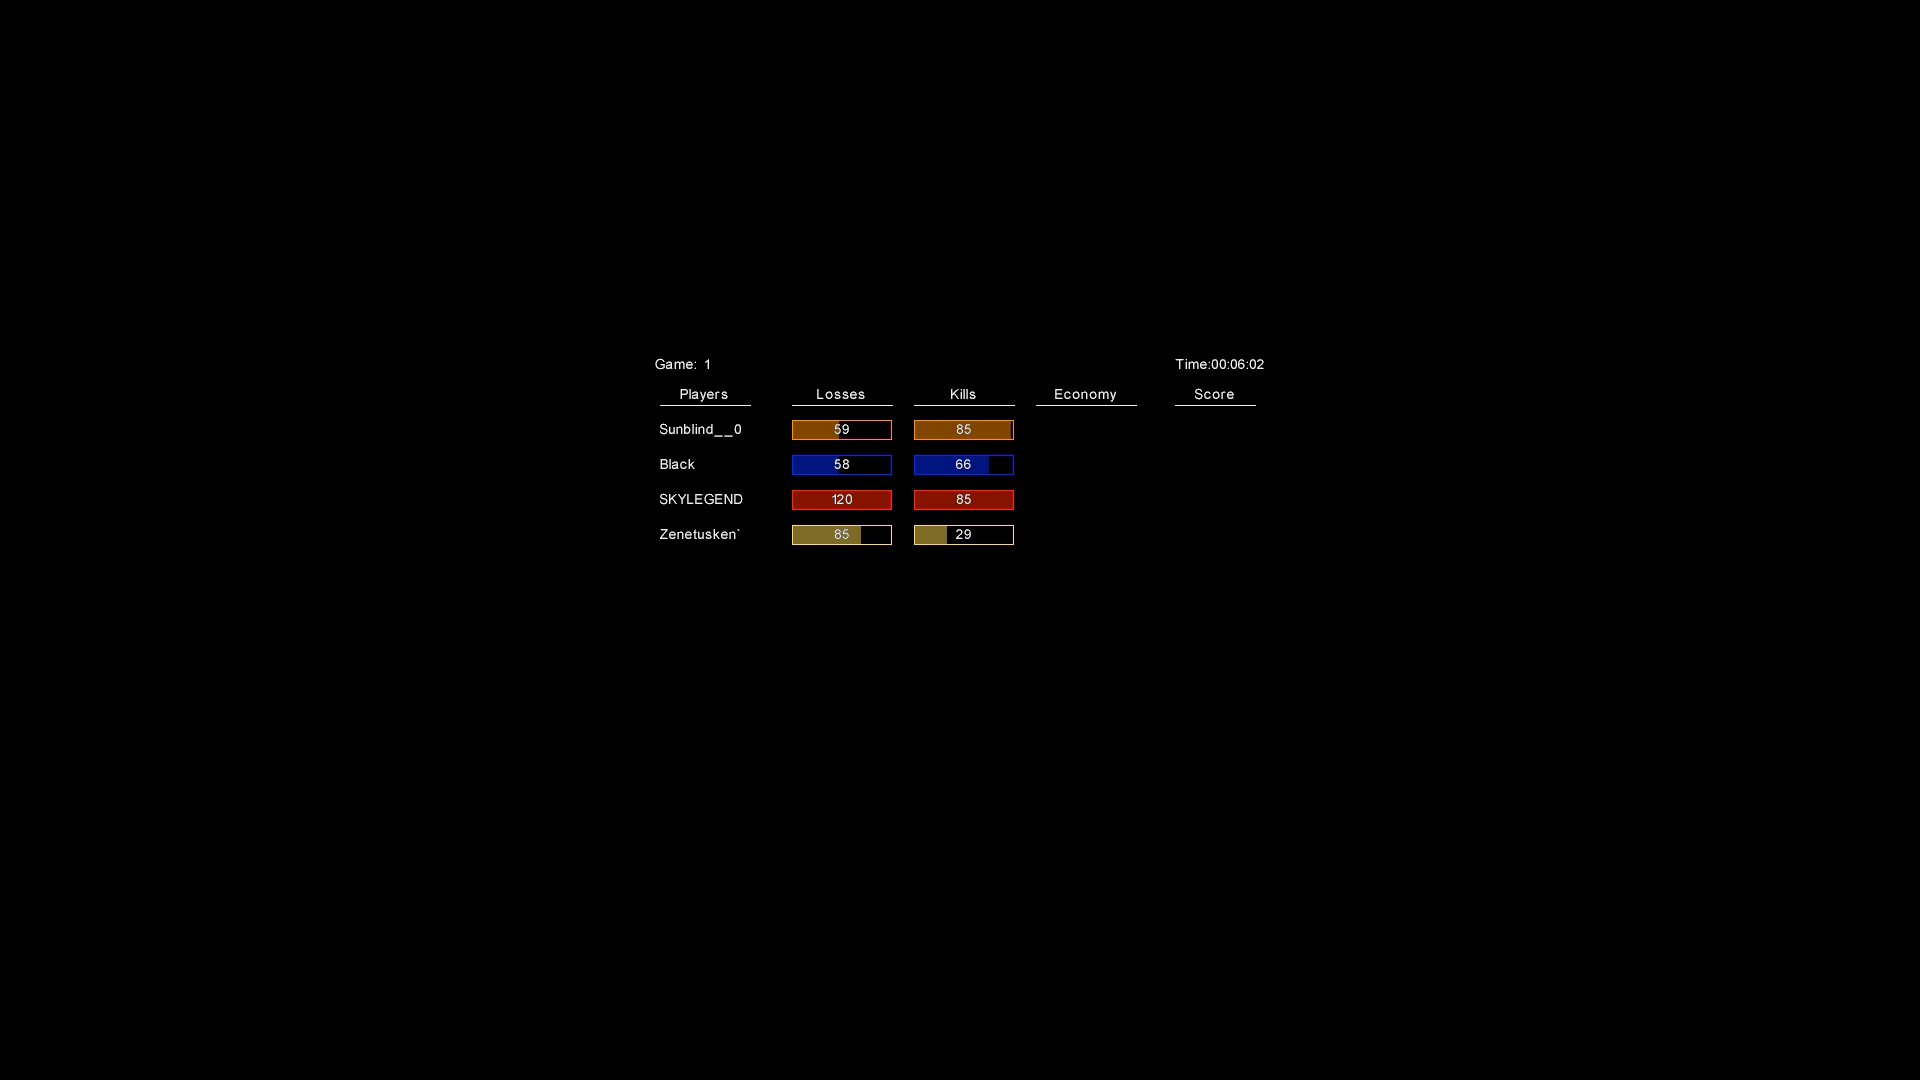 Game: 1 Time:00:06:02
Players Losses Kills Economy Score
Sunblind__0 59 85
Black 58 66
SKYLEGEND 120 85
Zenetusken` 85 29